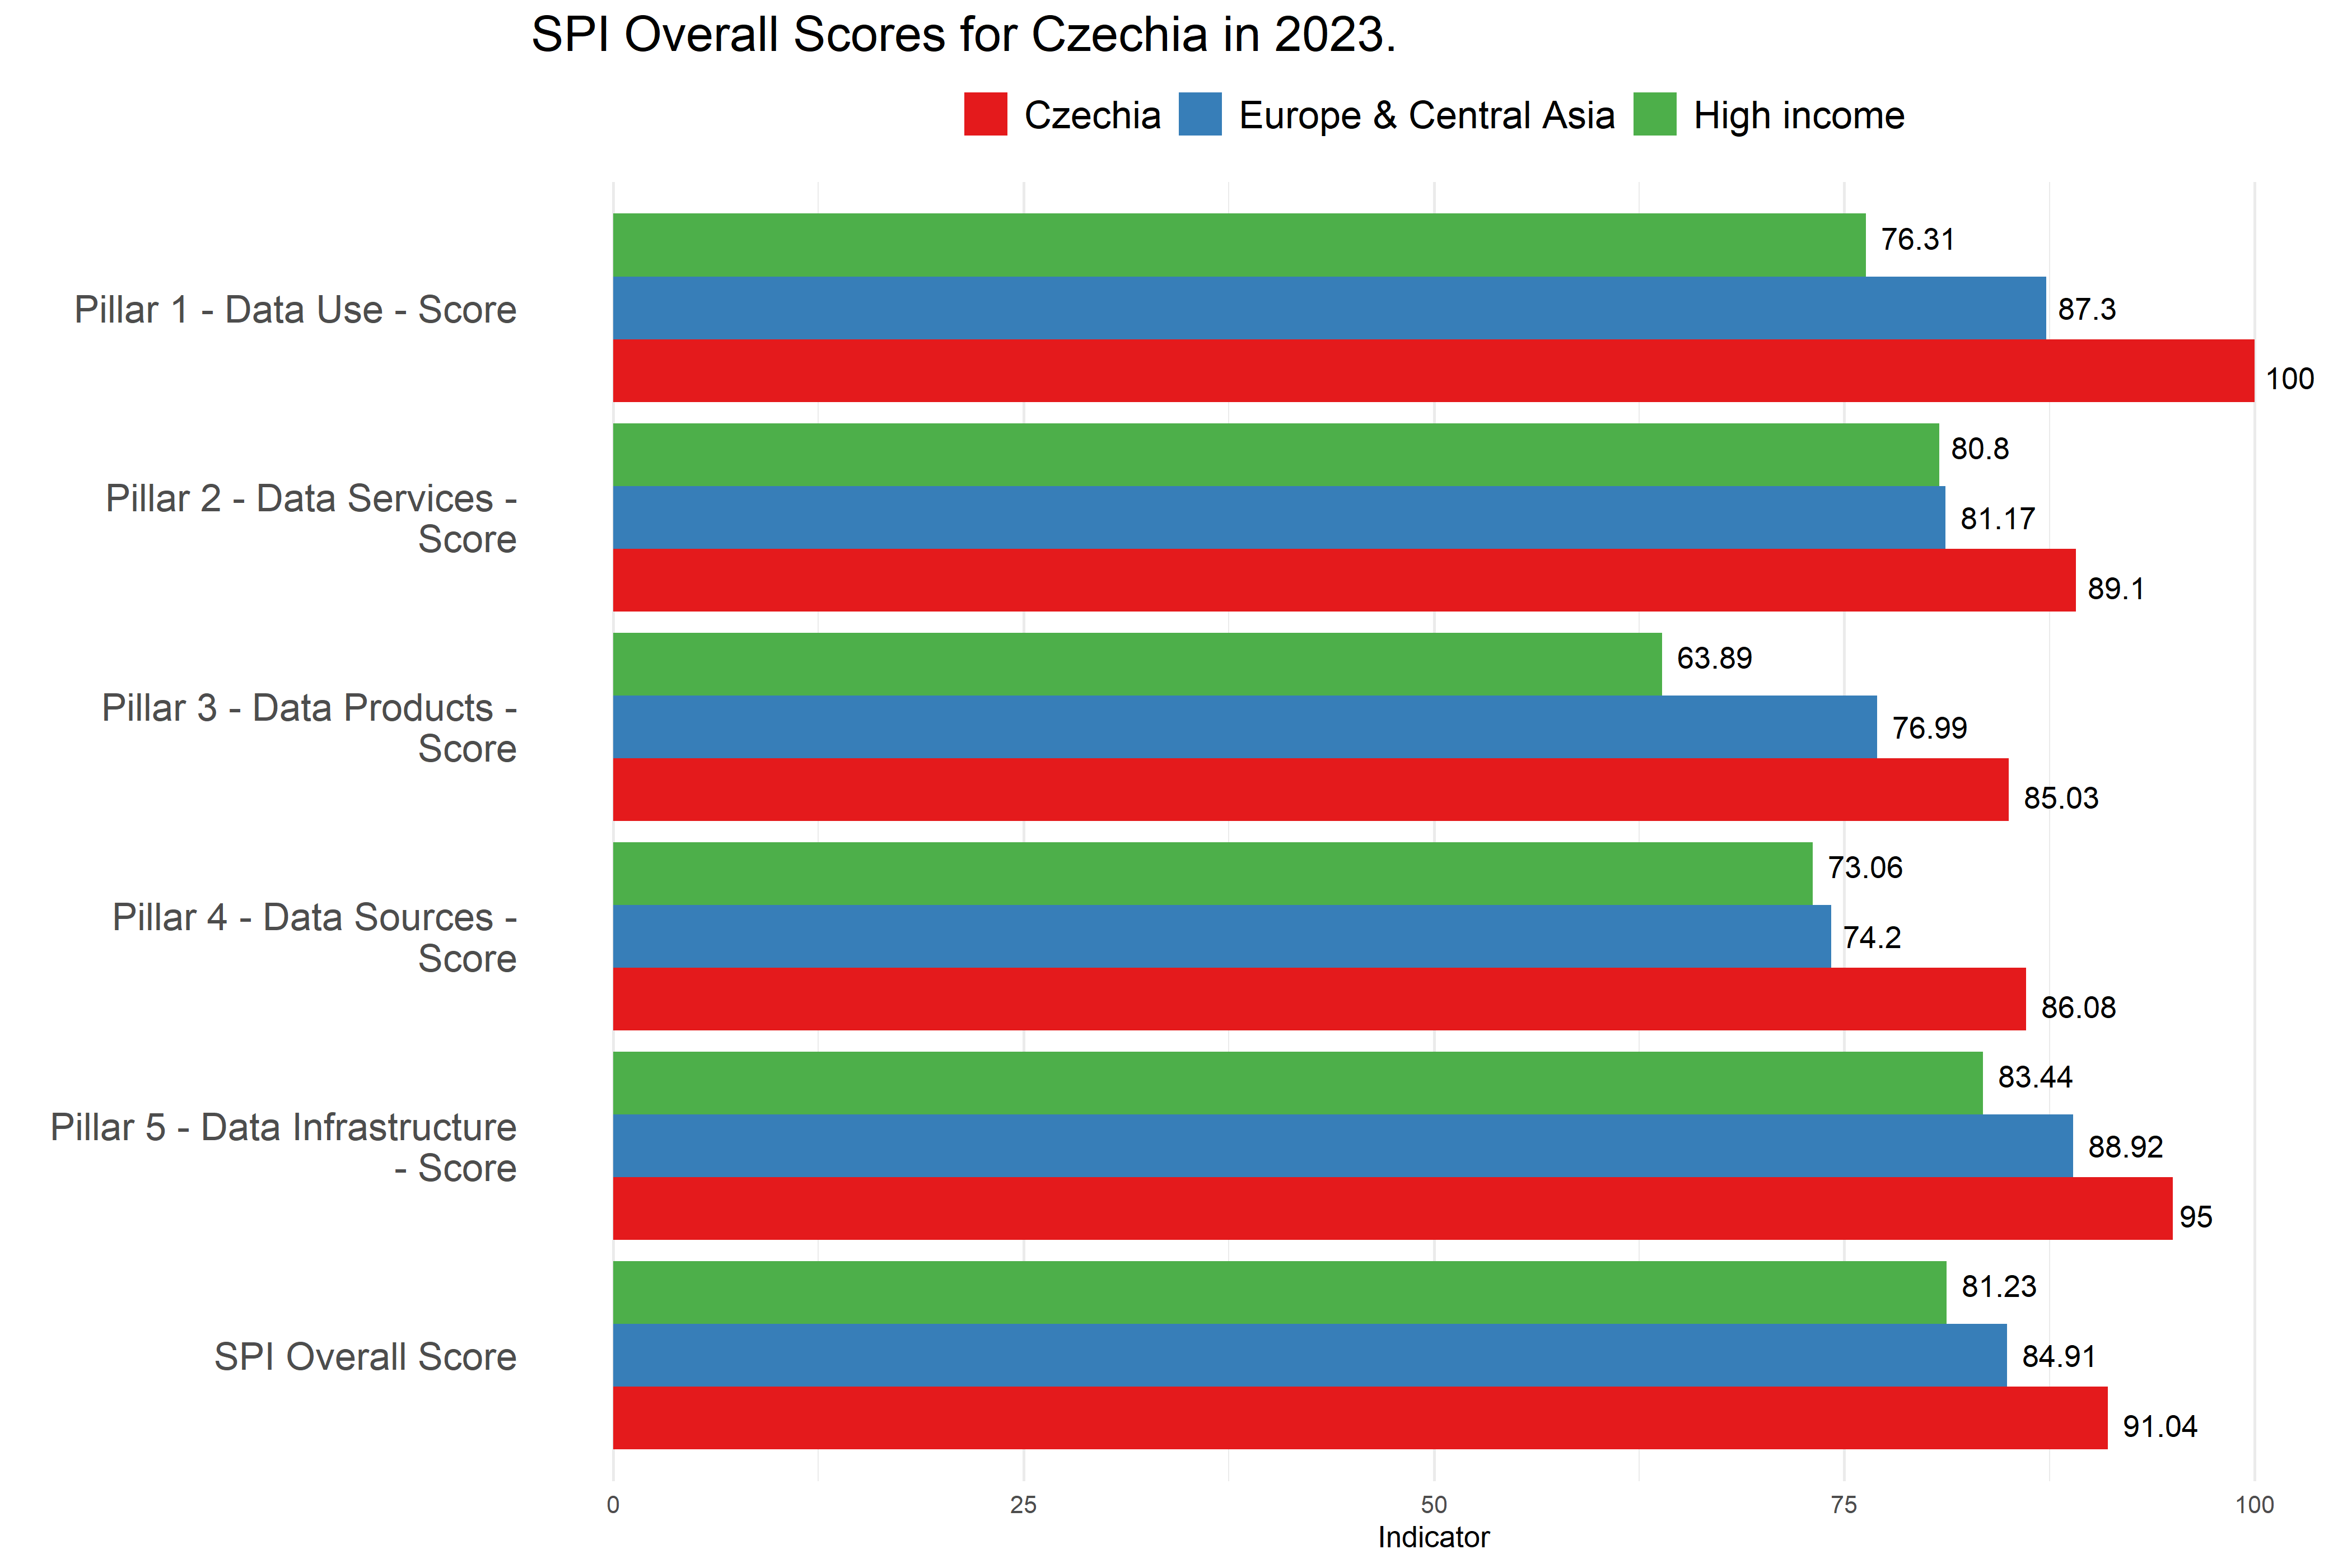 SPI Overall Scores for Czechia in 2023.
Czechia Europe & Central Asia High income
Pillar 1 - Data Use - Score
76.31
87.3
100
Pillar 2 - Data Services -
Score
80.8
81.17
89.1
Pillar 3 - Data Products -
Score
63.89
76.99
85.03
Pillar 4 - Data Sources -
Score
73.06
74.2
86.08
Pillar 5 - Data Infrastructure
- Score
83.44
88.92
95
SPI Overall Score
81.23
84.91
91.04
0 25 50 75 100
Indicator